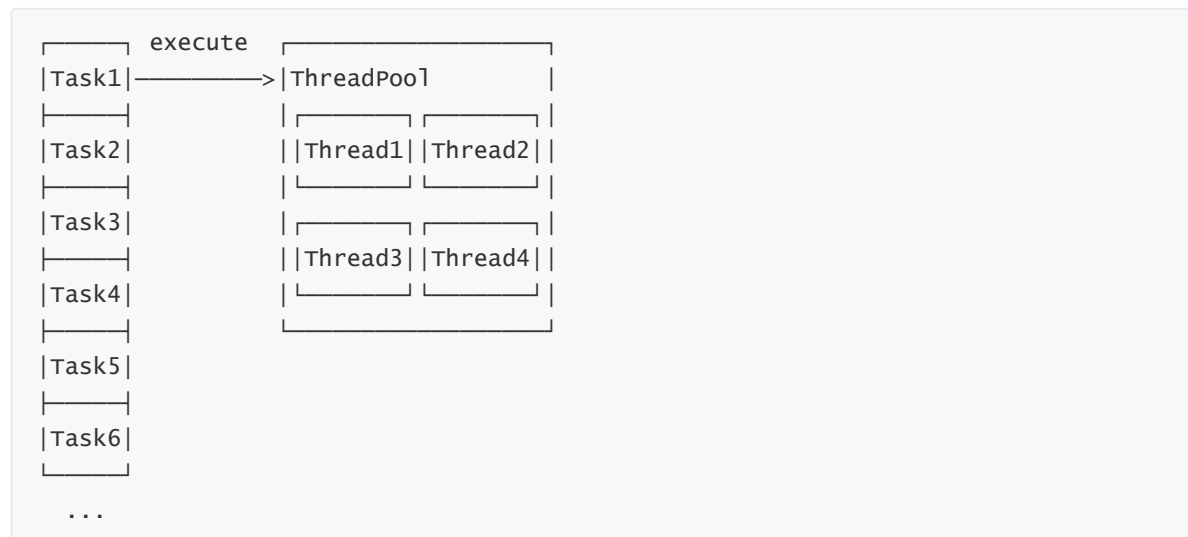 execute
Task1 ThreadPool
Task2 Thread1 Thread2
Task3
Thread3 Thread4
Task4
Task5
Task6
...